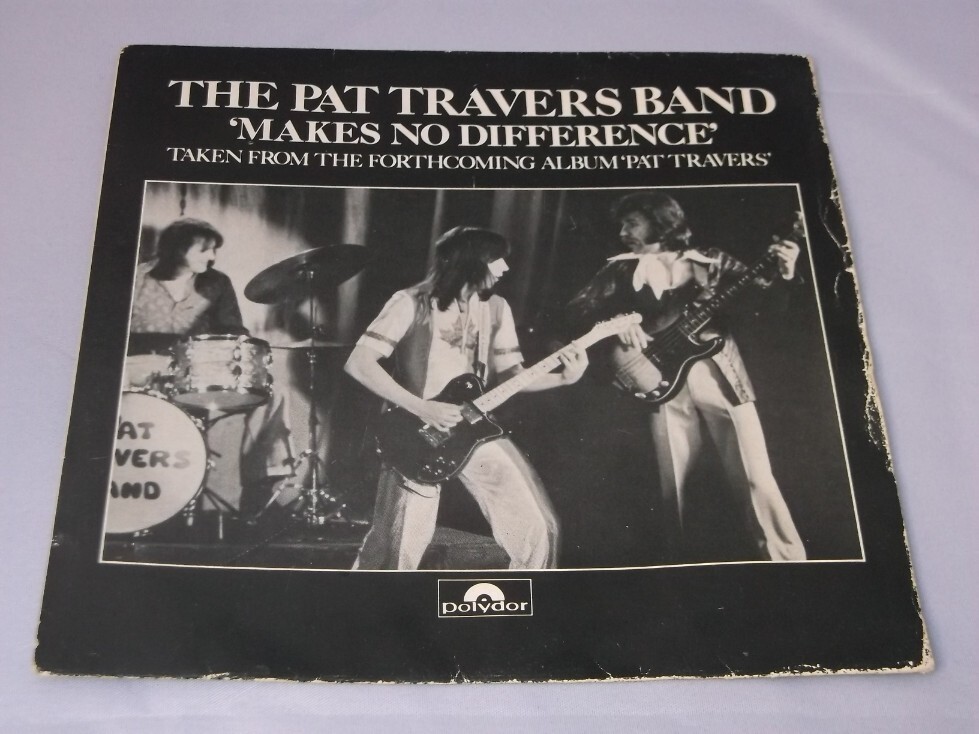 THE PAT TRAVERS BAND
‘MAKES NO DIFFERENCE’
TAKEN FROM THE FORTHCOMING ALBUM ‘PAT TRAVERS’
AT
VERS
AND
polydor